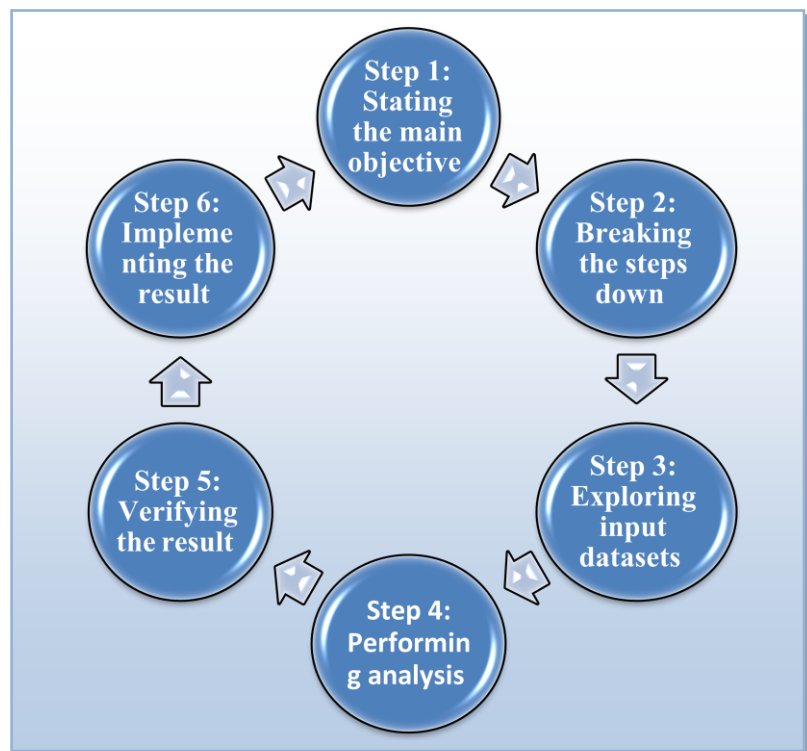 Step 1:
Stating
the main
objective
Step 2:
Breaking
the steps
down
Step 3:
Exploring
input
datasets
Step 4:
Performin
g analysis
Step 5:
Verifying
the result
Step 6:
Impleme
nting the
result